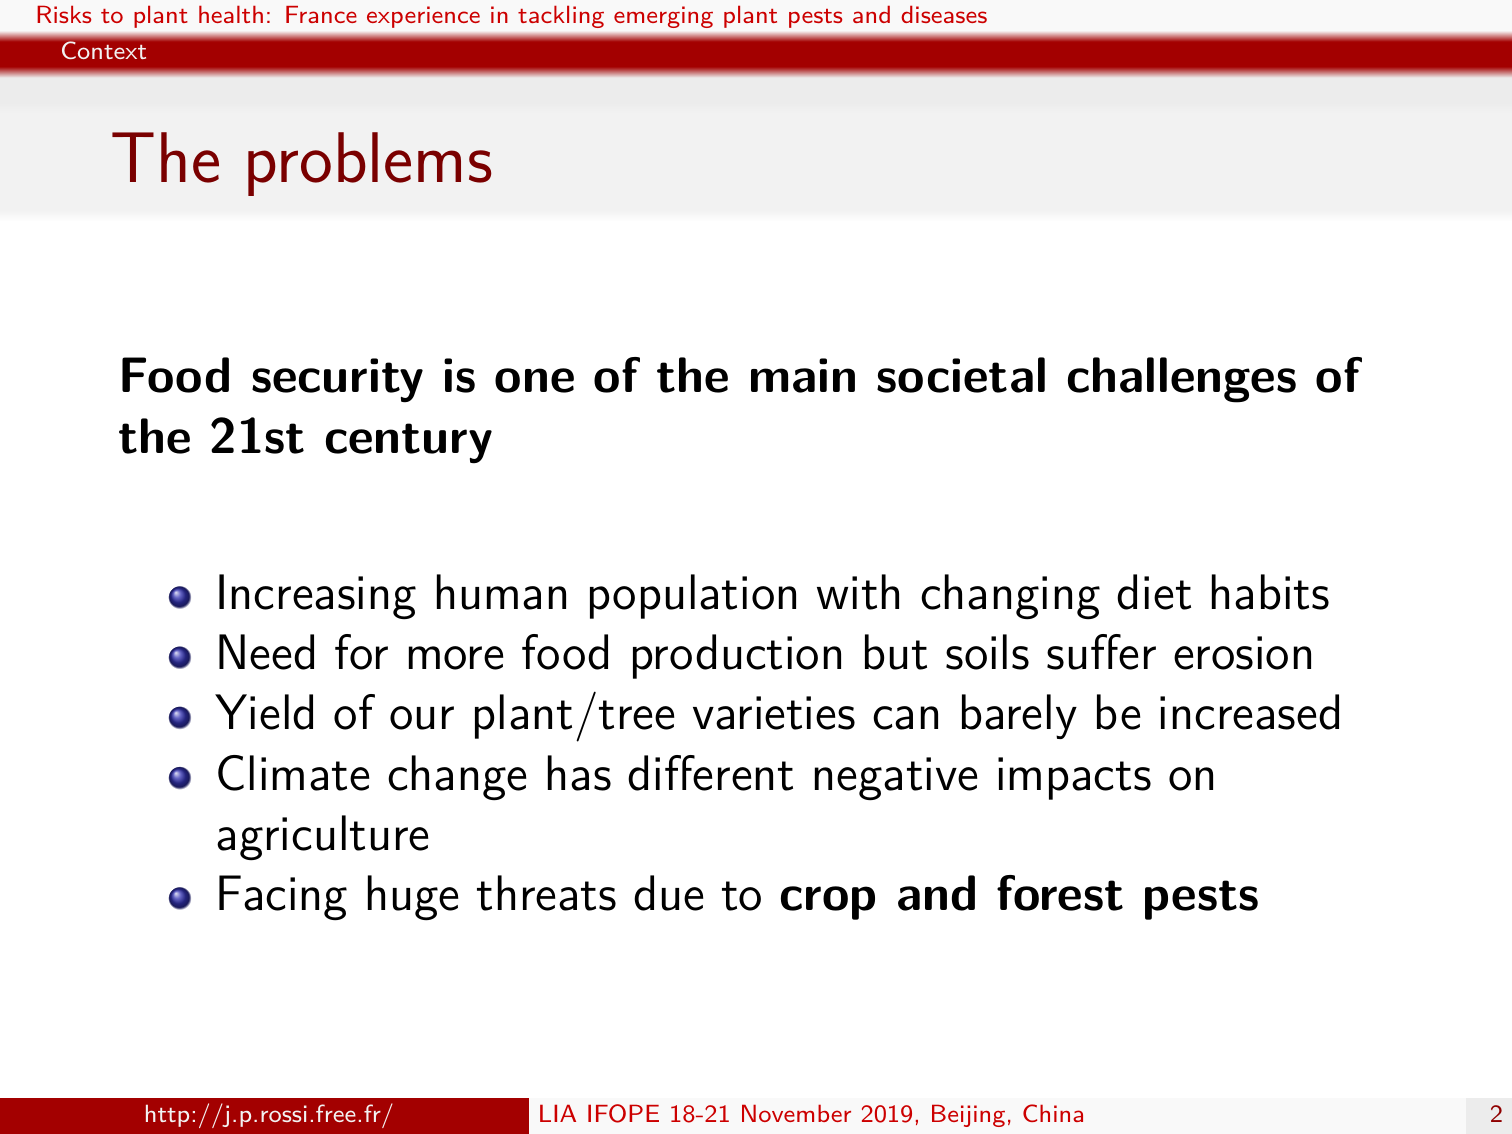 Risks to plant health: France experience in tackling emerging plant pests and diseases
Context
The problems
Food security is one of the main societal challenges of
the 21st century
Increasing human population with changing diet habits
Need for more food production but soils suffer erosion
Yield of our plant/tree varieties can barely be increased
Climate change has different negative impacts on
agriculture
Facing huge threats due to crop and forest pests
http://j.p.rossi.free.fr/
LIA IFOPE 18-21 November 2019, Beijing, China
2